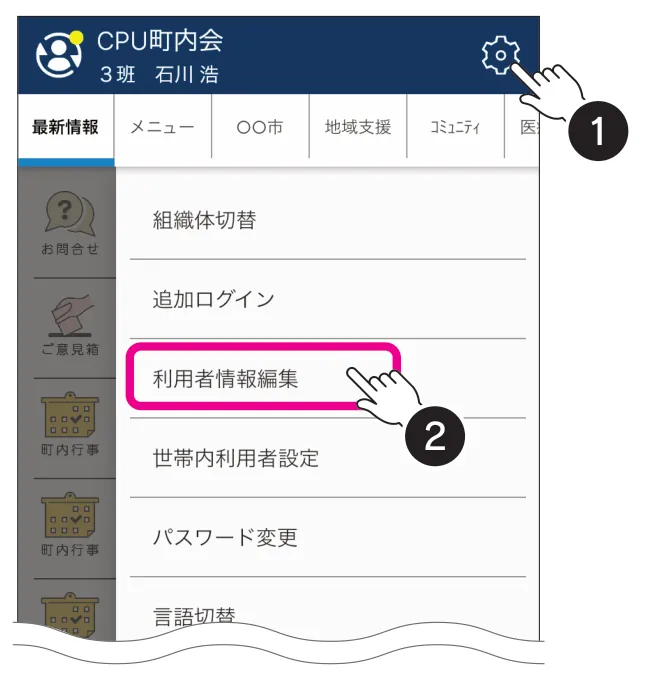 CPU町内会
3班 石川 浩
1
最新情報 メニュー 〇〇市 地域支援 コミュニティ 医
お問合せ
ご意見箱
町内行事
町内行事
組織体切替
追加ログイン
利用者情報編集
2
世帯内利用者設定
パスワード変更
言語切替